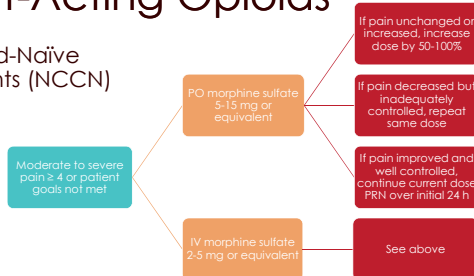 Opioids
If pain unchanged or
increased, increase
dose by 50-100%
PO morphine sulfate
5-15 mg or
equivalent
If pain decreased but
inadequately
controlled, repeat
same dose
Moderate to severe
pain ≥ 4 or patient
goals not met
If pain improved and
well controlled,
continue current dose
PRN over initial 24 h
IV morphine sulfate
2-5 mg or equivalent
See above
(NCCN)